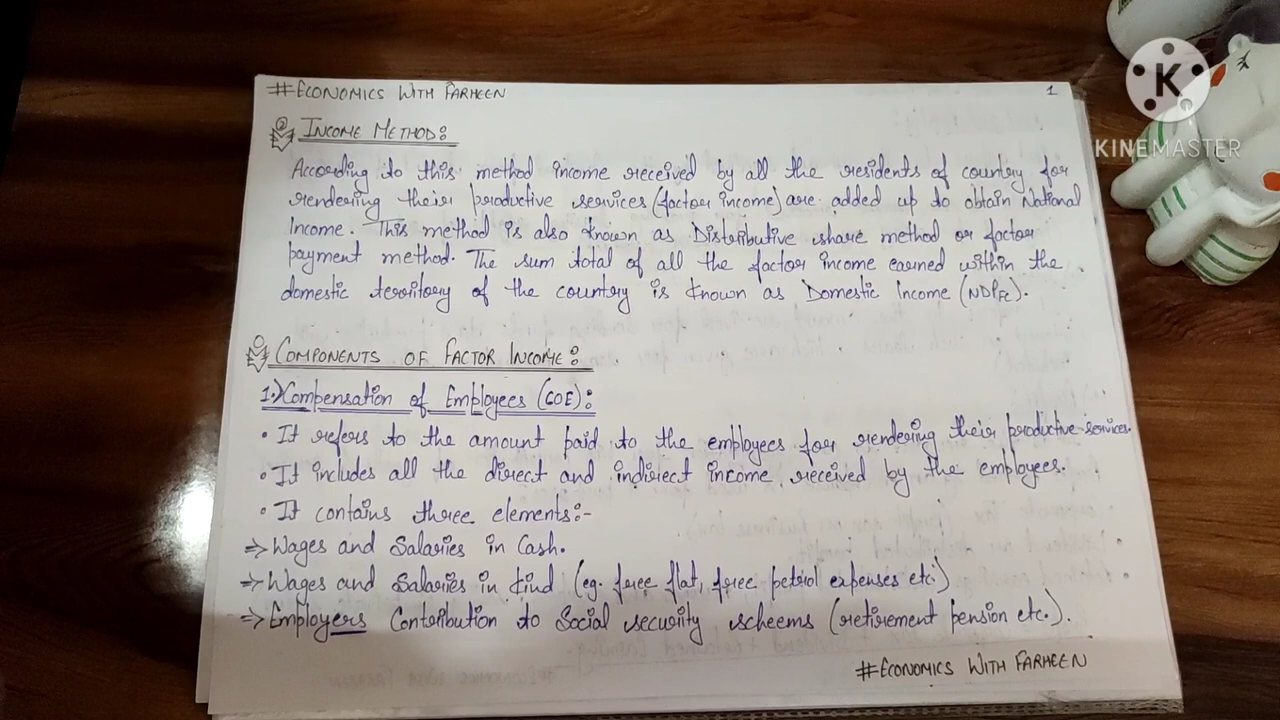 #ECONOMICS WITH FARHEEN
1
② INCOME METHOD:
According to this method income received by all the residents of country for
rendering their productive services (factor income) are added up to obtain National
Income. This method is also known as Distributive share method or factor
payment method. The sum total of all the factor income earned within the
domestic territory of the country is known as Domestic Income (NDPFC).
COMPONENTS OF FACTOR INCOME:
1.) Compensation of Employees (COE):
• It refers to the amount paid to the employees for rendering their productive services.
• It includes all the direct and indirect income received by the employees.
• It contains three elements:-
⇒ Wages and Salaries in Cash.
⇒ Wages and Salaries in kind (eg. free flat, free petrol expenses etc.)
⇒ Employers Contribution to Social security scheems (retirement pension etc.).
#ECONOMICS WITH FARHEEN
K
KINEMASTER